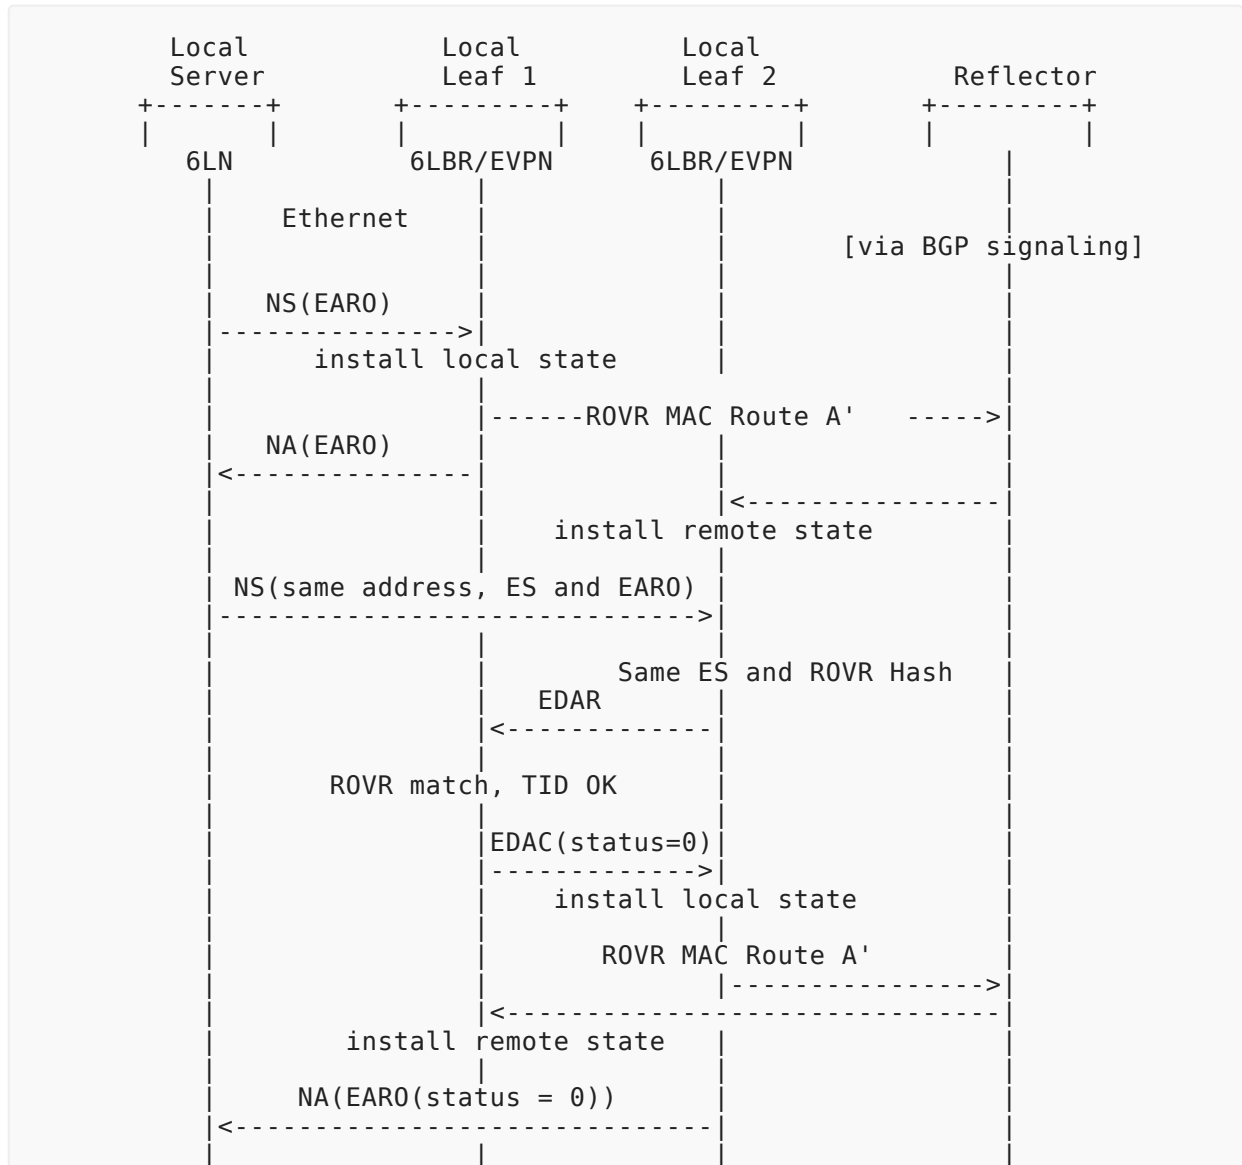 Local Local Local
Server Leaf 1 Leaf 2 Reflector
+-------+ +---------+ +---------+ +---------+
| | | | | | | |
6LN 6LBR/EVPN 6LBR/EVPN |
| | | |
| Ethernet | | |
| | | [via BGP signaling]
| | | |
| NS(EARO) | | |
|--------------->| | |
| install local state | |
| | |
| |------ROVR MAC Route A' ----->|
| NA(EARO) | | |
|<----------------| | |
| | |<-----------------|
| | install remote state |
| | | |
| NS(same address, ES and EARO) | |
|------------------------------>| |
| | | |
| | Same ES and ROVR Hash |
| | EDAR | |
| |<--------------| |
| | | |
| ROVR match, TID OK | |
| | | |
| |EDAC(status=0)| |
| |------------->| |
| | install local state |
| | | |
| | ROVR MAC Route A' |
| | |---------------->|
| |<--------------------------------|
| install remote state | |
| | | |
| NA(EARO(status = 0)) | |
|<-------------------------------| |
| | | |